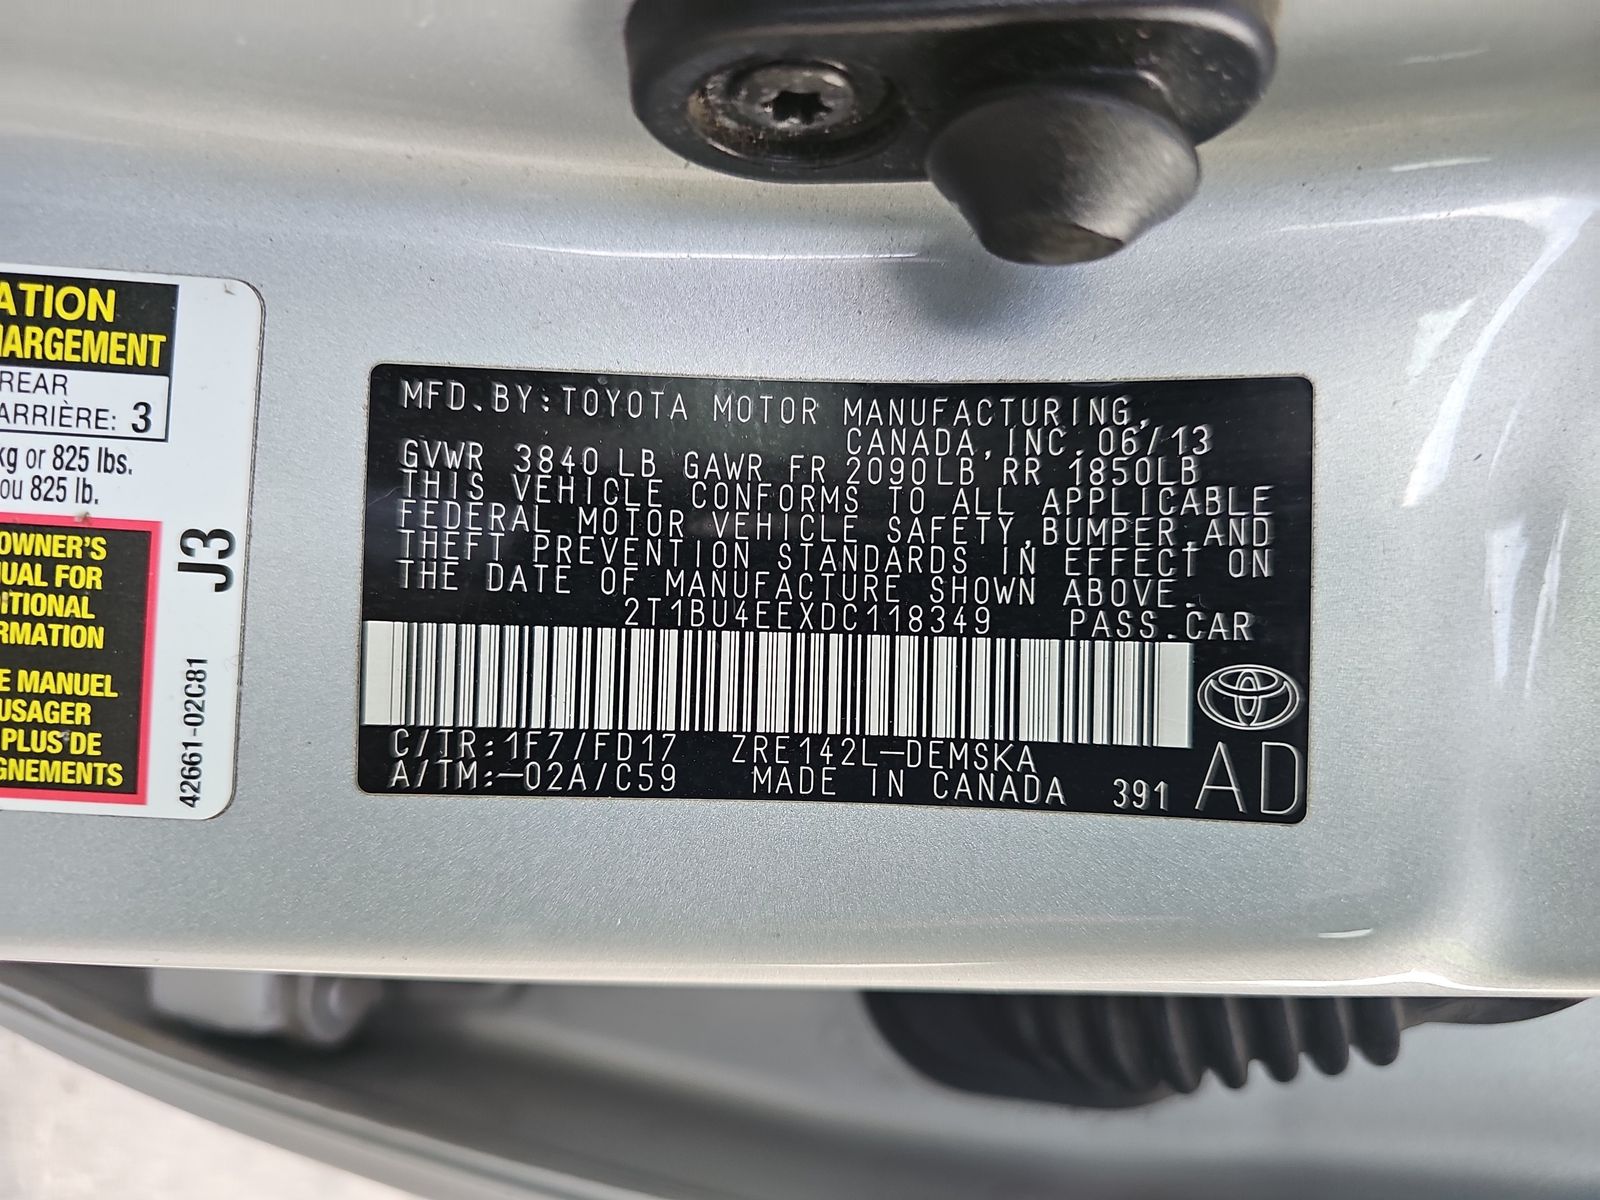 ATION
HARGEMENT
REAR
ARRIÈRE: 3
kg or 825 lbs.
ou 825 lb.
OWNER'S
UAL FOR
ITIONAL
RMATION
E MANUEL
USAGER
PLUS DE
GNEMENTS
J3
42661-02C81
MFD.BY:TOYOTA MOTOR MANUFACTURING,
CANADA,INC.06/13
GVWR 3840LB GAWR FR 2090LB RR 1850LB
THIS VEHICLE CONFORMS TO ALL APPLICABLE
FEDERAL MOTOR VEHICLE SAFETY,BUMPER,AND
THEFT PREVENTION STANDARDS IN EFFECT ON
THE DATE OF MANUFACTURE SHOWN ABOVE.
2T1BU4EEXDC118349 PASS.CAR
C/TR:1F7/FD17 ZRE142L-DEMSKA
A/TM:-02A/C59 MADE IN CANADA 391 AD